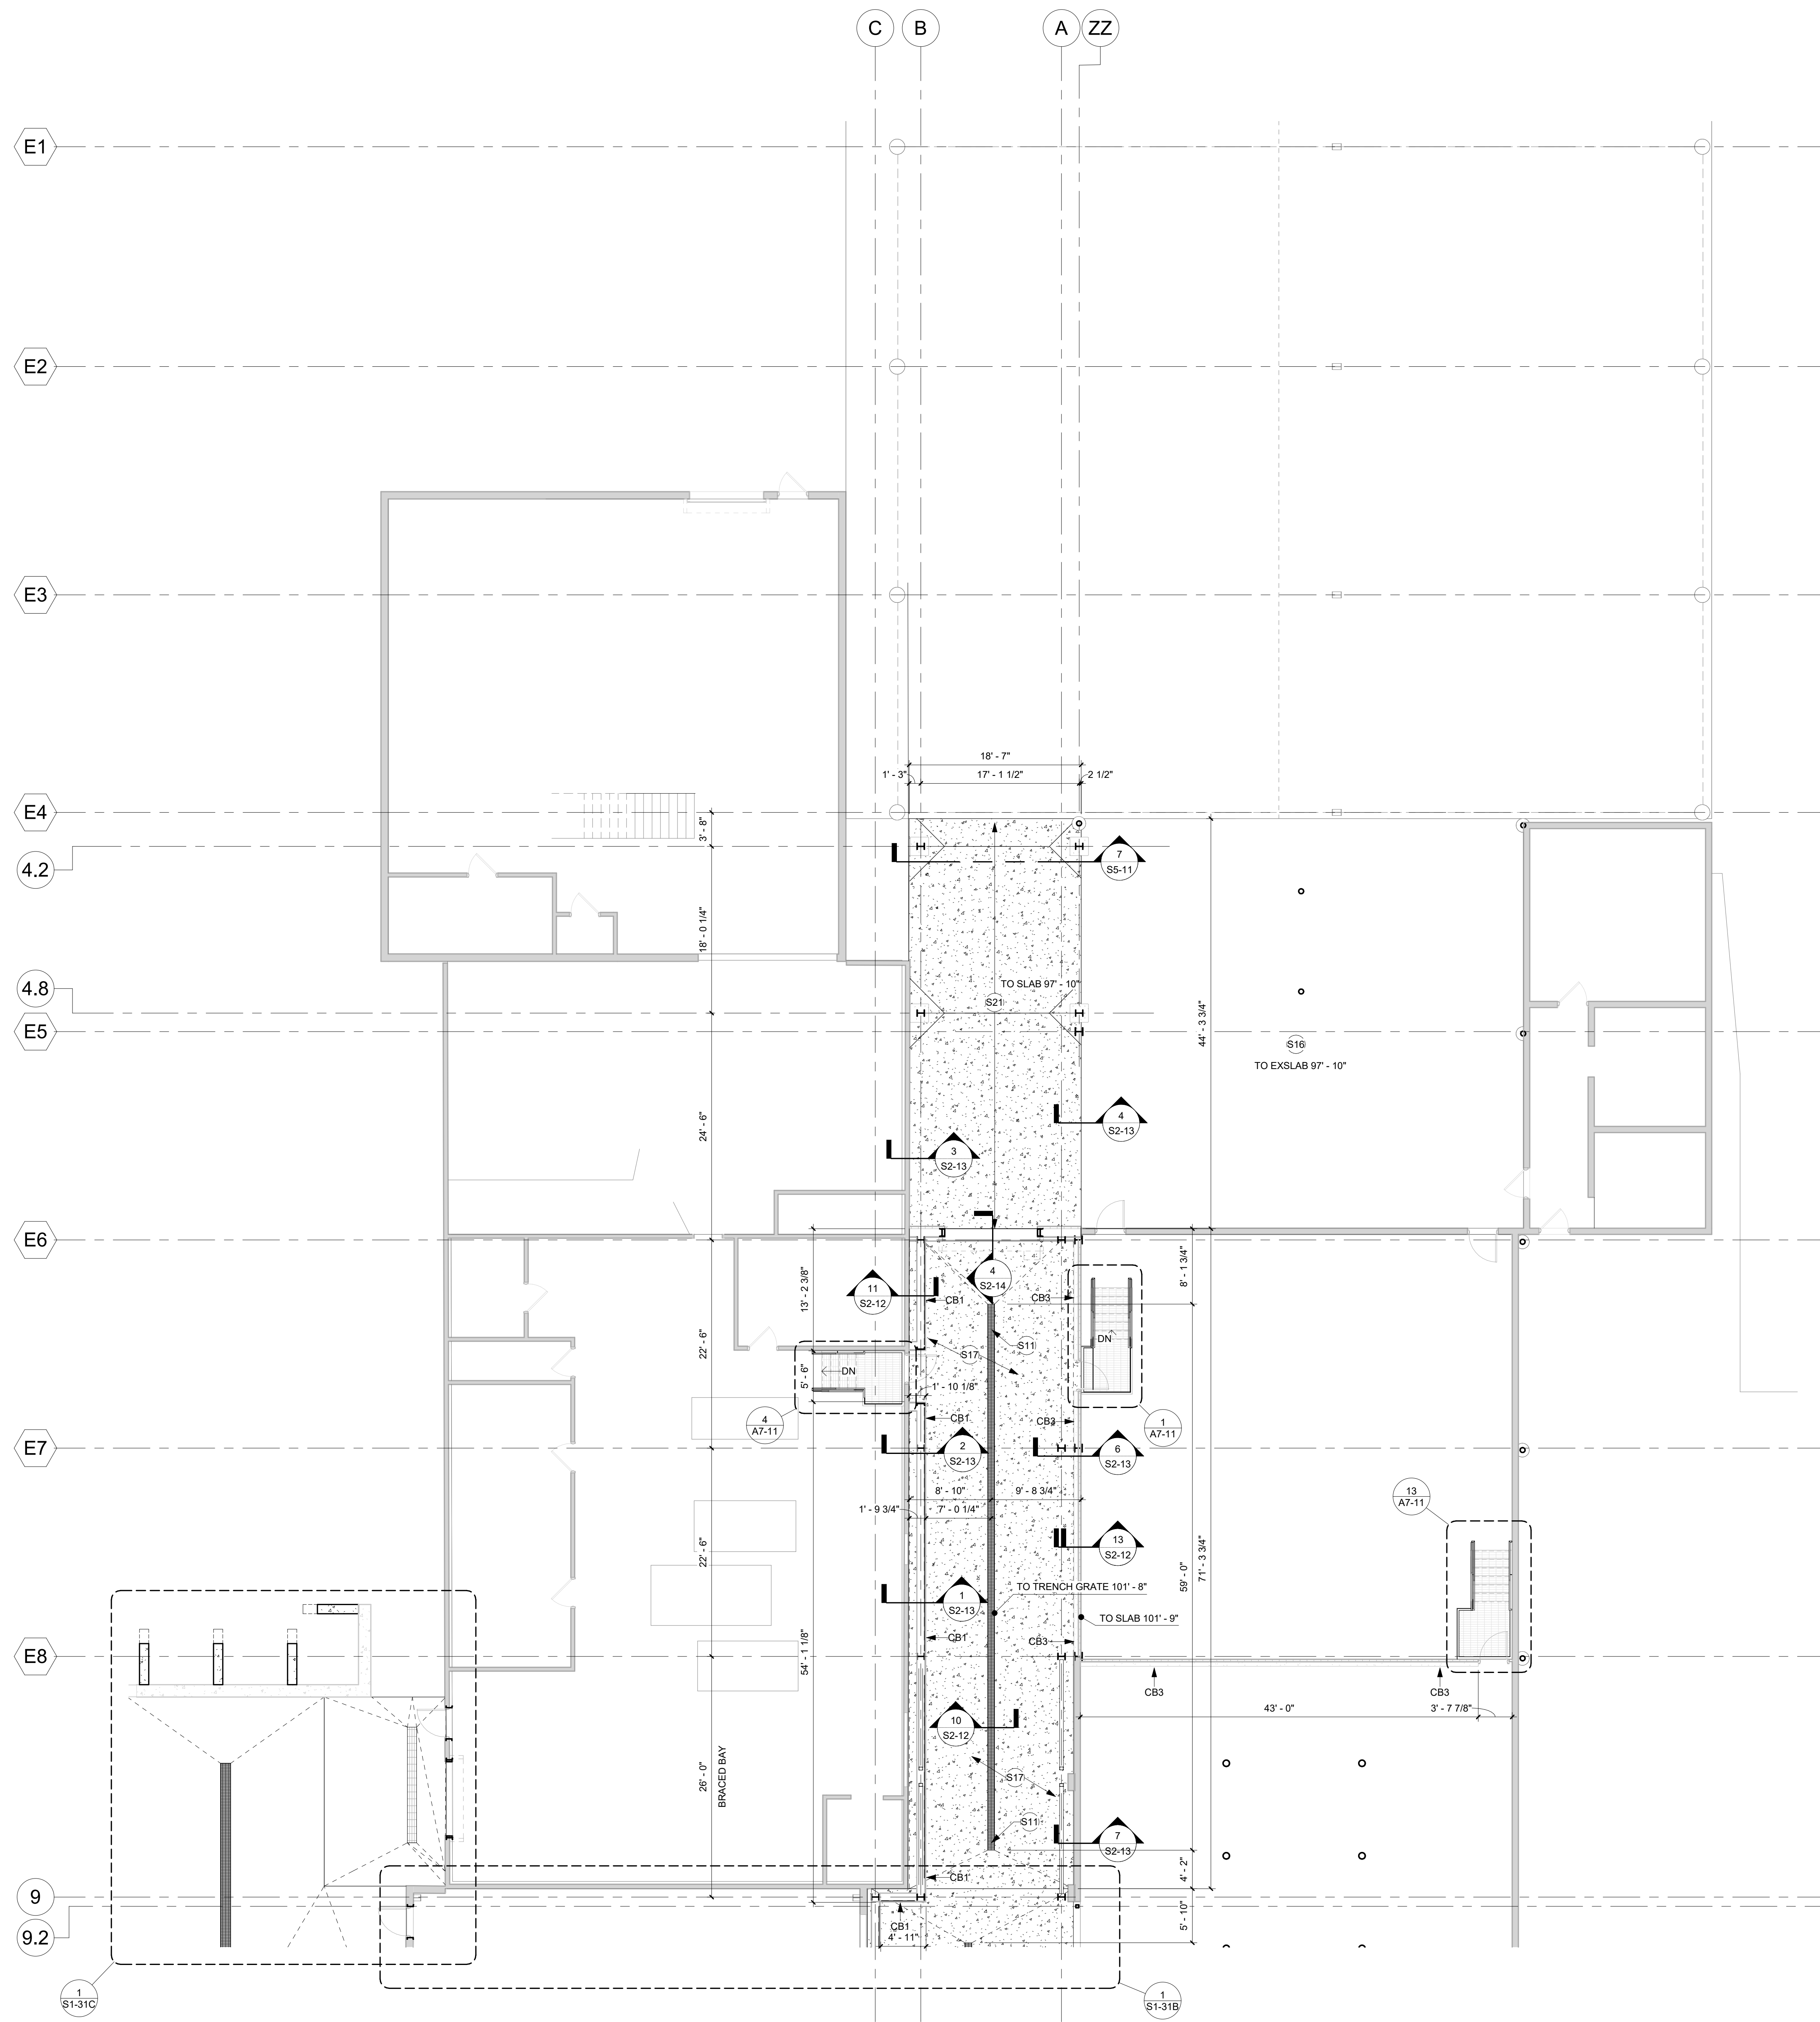 C
B
A
ZZ
E1
E2
E3
18' - 7"
1' - 3"
17' - 1 1/2"
2 1/2"
E4
3' - 8"
4.2
7
S5-11
18' - 0 1/4"
4.8
TO SLAB 97' - 10"
S21
E5
44' - 3 3/4"
S16
TO EXSLAB 97' - 10"
24' - 6"
4
S2-13
3
S2-13
E6
4
S2-14
8' - 1 3/4"
13' - 2 3/8"
11
S2-12
CB1
CB3
DN
S11
S17
22' - 6"
DN
5' - 6"
1' - 10 1/8"
4
A7-11
CB1
CB3
1
A7-11
E7
2
S2-13
6
S2-13
8' - 10"
9' - 8 3/4"
13
A7-11
1' - 9 3/4"
7' - 0 1/4"
13
S2-12
22' - 6"
59' - 0"
71' - 3 3/4"
TO TRENCH GRATE 101' - 8"
1
S2-13
TO SLAB 101' - 9"
54' - 1 1/8"
CB1
CB3
E8
CB3
CB3
43' - 0"
3' - 7 7/8"
10
S2-12
26' - 0"
BRACED BAY
S17
S11
7
S2-13
4' - 2"
CB1
9
5' - 10"
CB1
4' - 11"
9.2
1
S1-31C
1
S1-31B